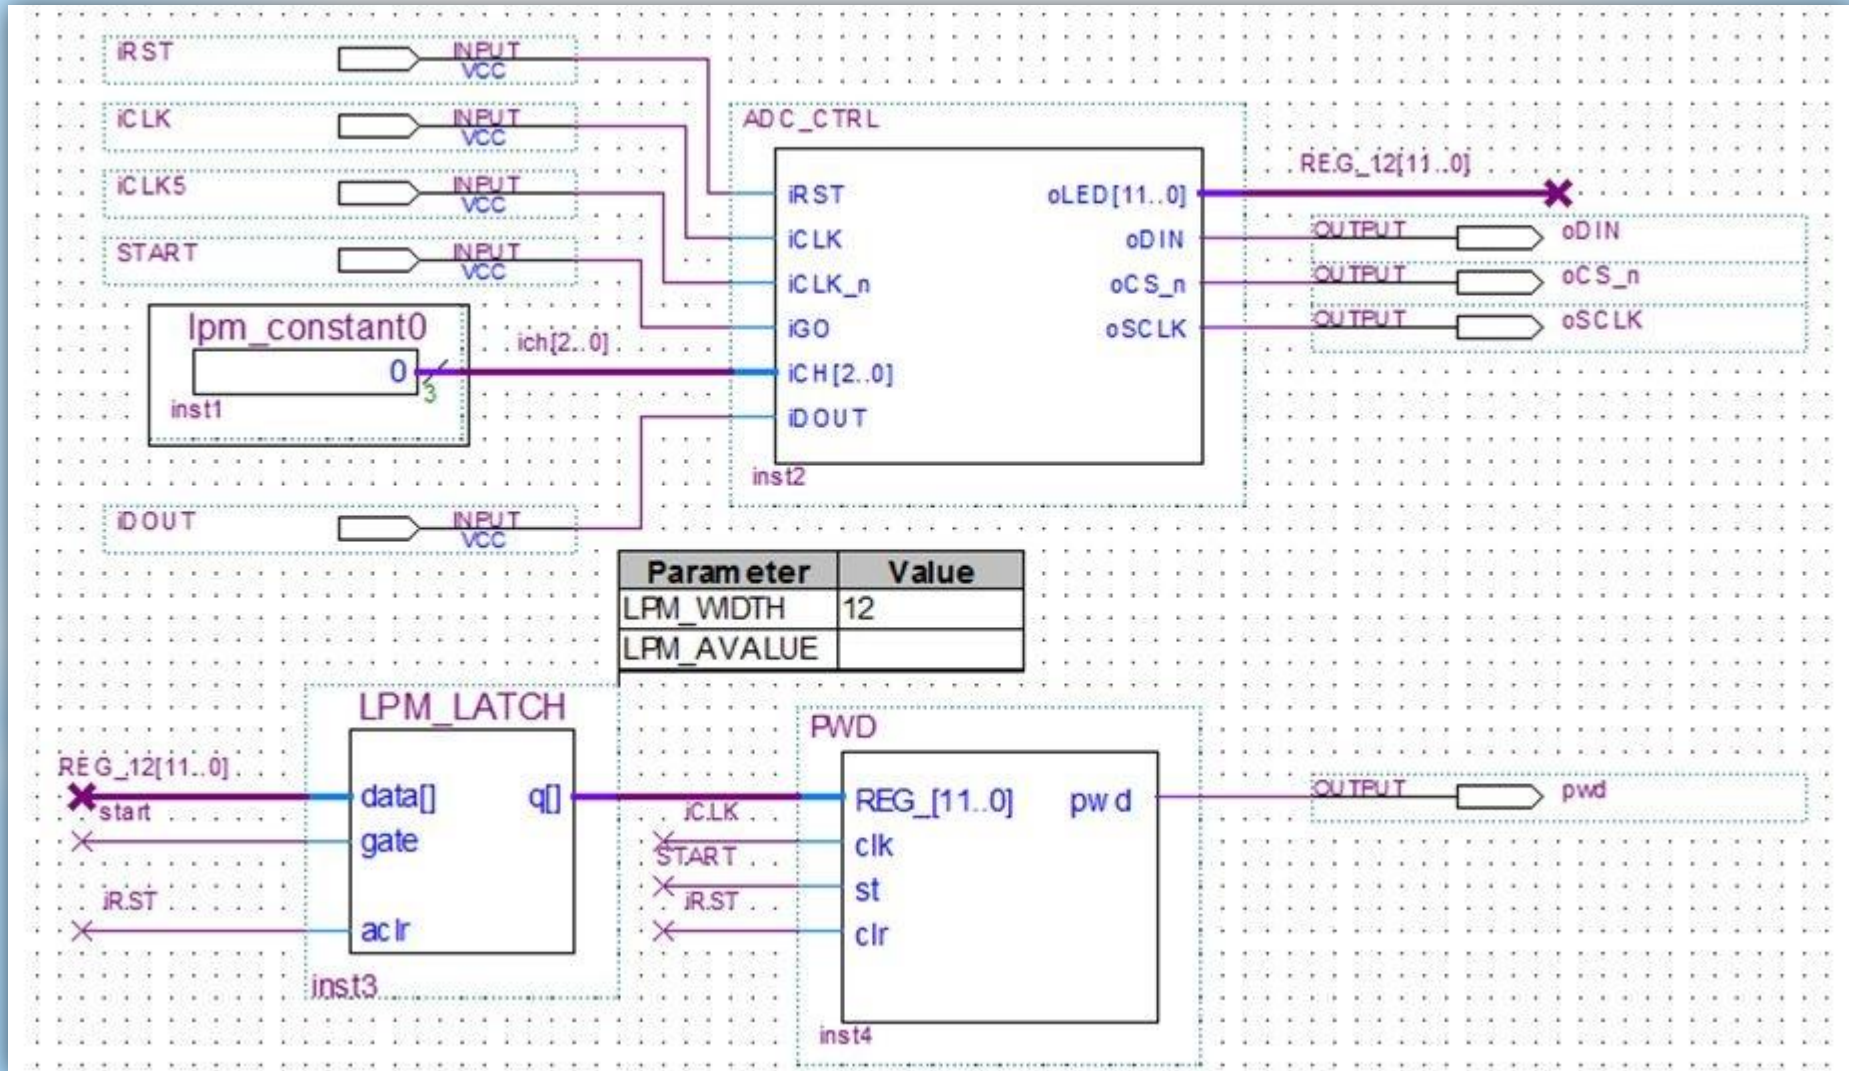 iRST INPUT
VCC
iCLK INPUT
VCC
iCLK5 INPUT
VCC
START INPUT
VCC
lpm_constant0
0
3
inst1
ich[2..0]
iDOUT INPUT
VCC
ADC_CTRL
iRST oLED[11..0]
iCLK oDIN
iCLK_n oCS_n
iGO oSCLK
iCH[2..0]
iDOUT
inst2
REG_12[11..0]
OUTPUT oDIN
OUTPUT oCS_n
OUTPUT oSCLK
Parameter Value
LPM_WIDTH 12
LPM_AVALUE
LPM_LATCH
REG_12[11..0]
start
iRST
data[] q[]
gate
aclr
inst3
PWD
iCLK
START
iRST
REG_[11..0] pwd
clk
st
clr
inst4
OUTPUT pwd